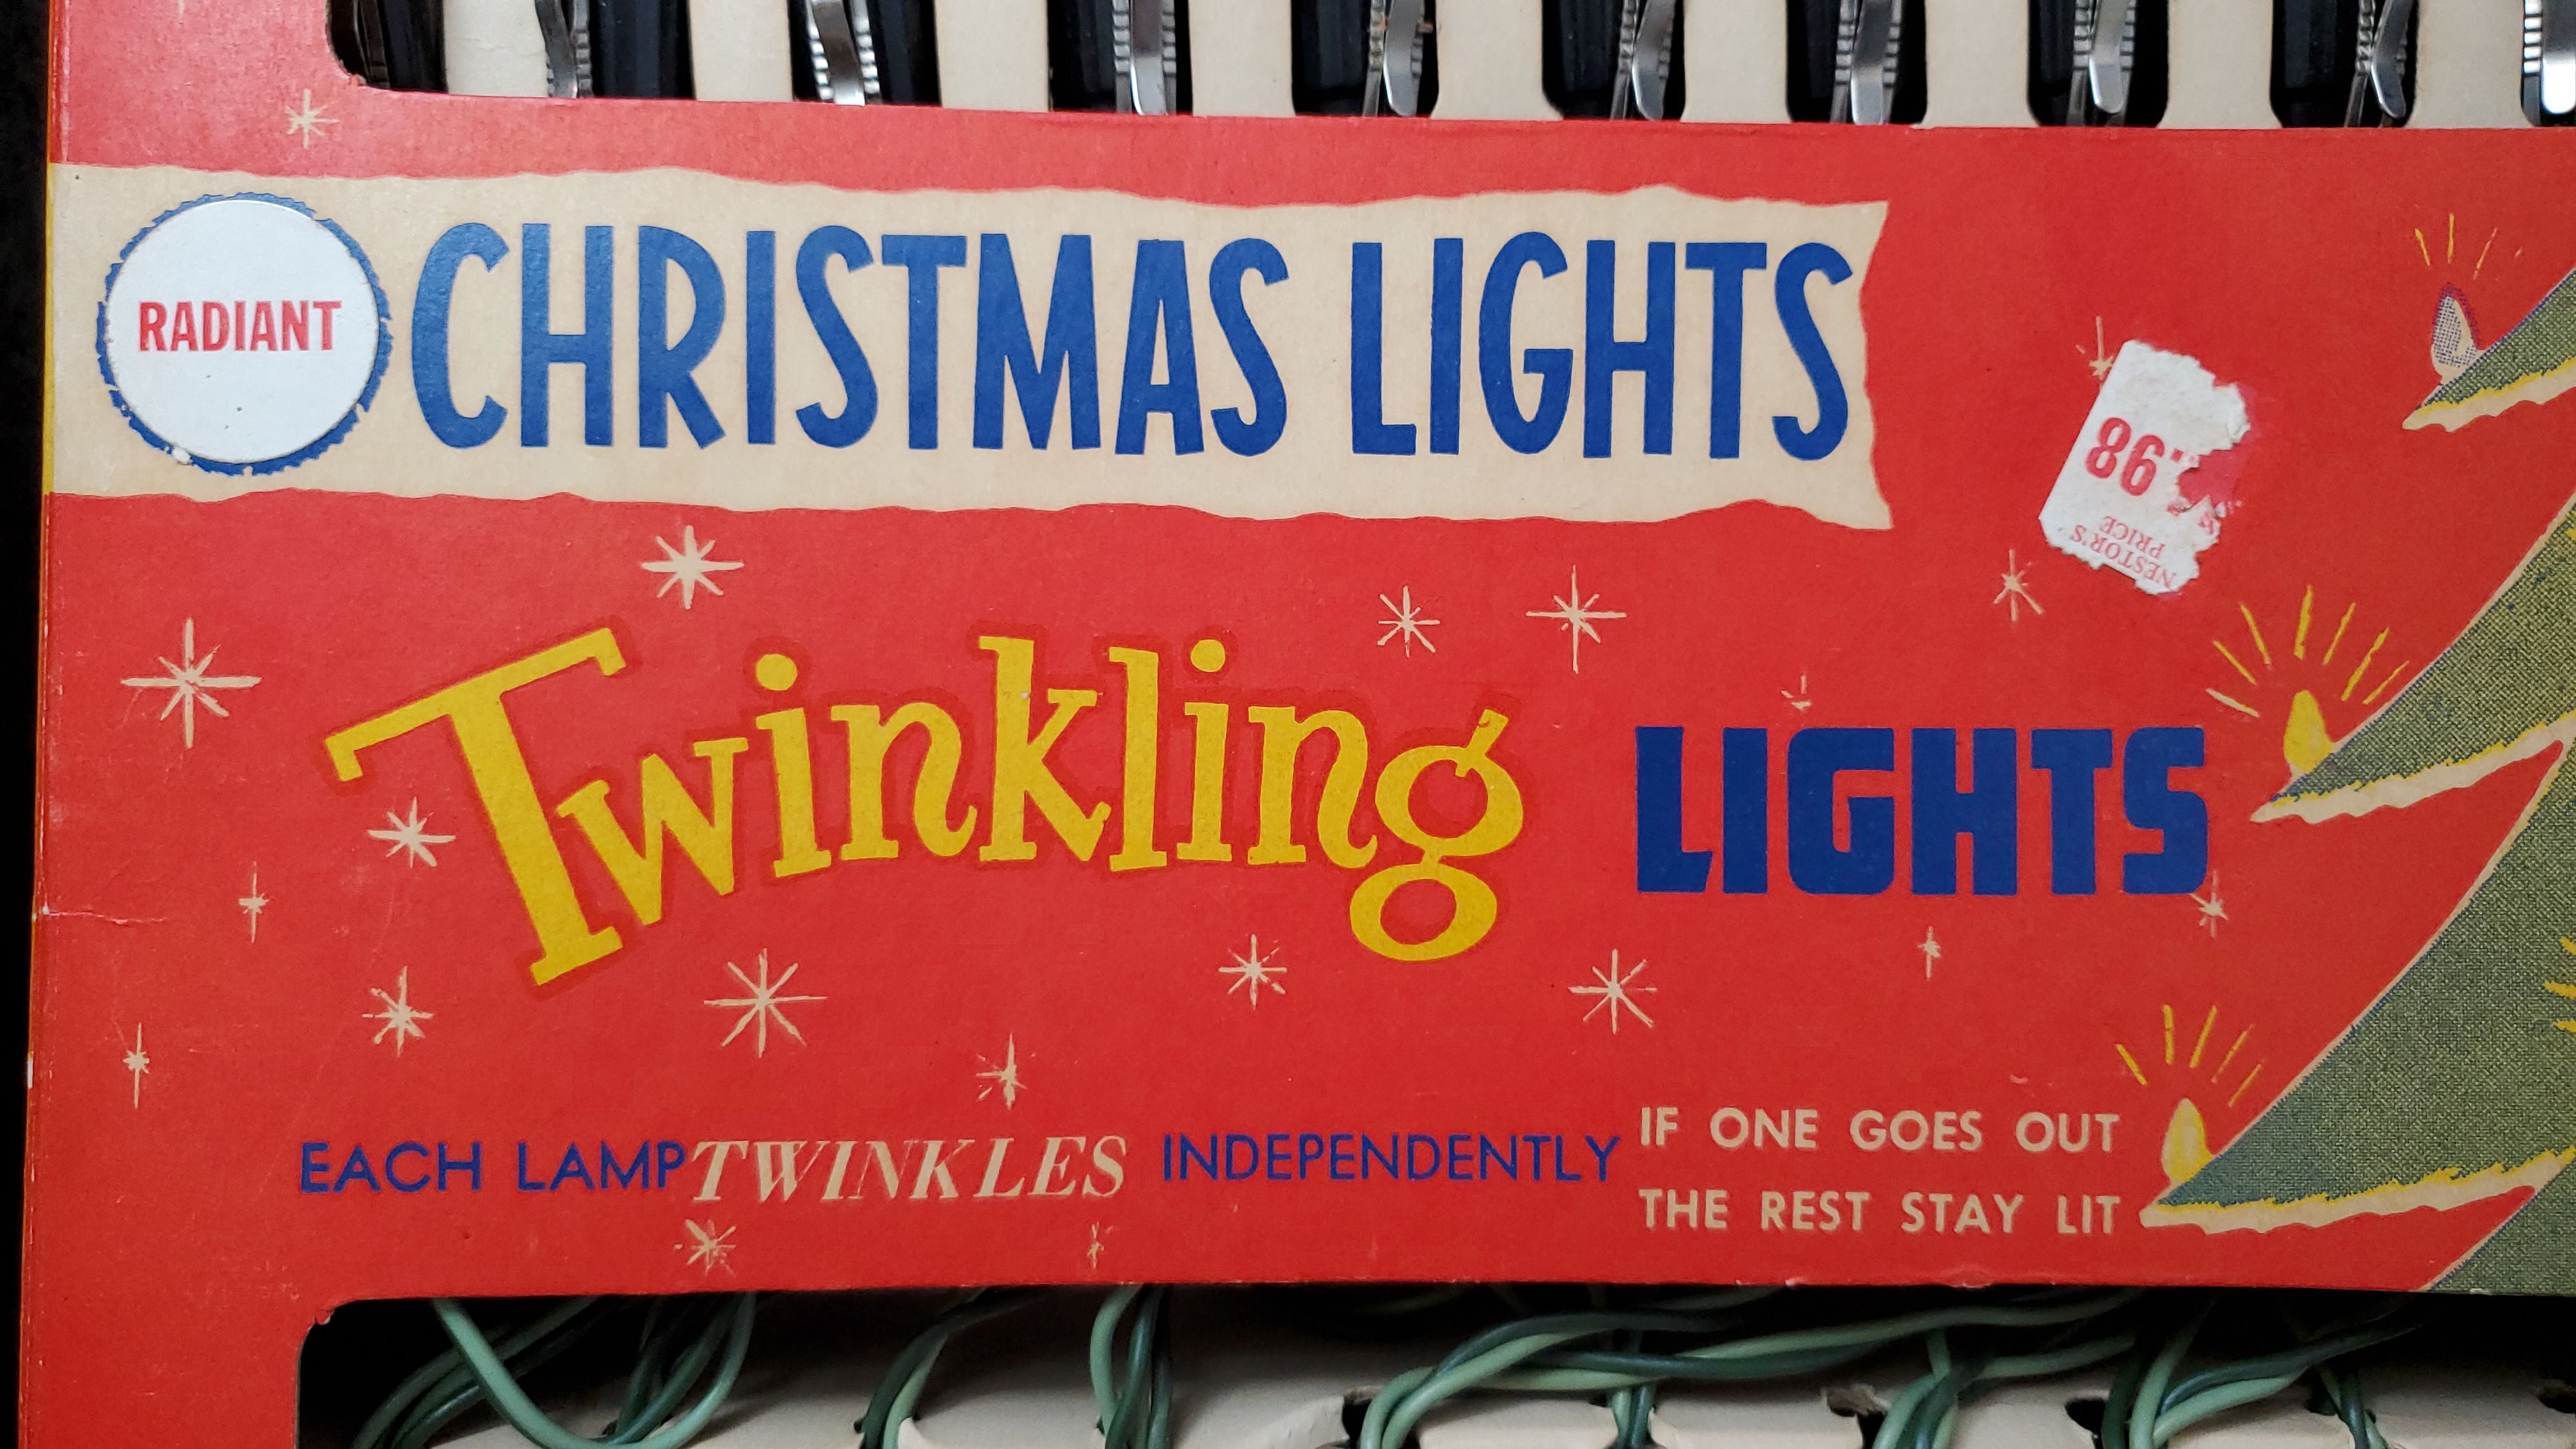 RADIANT
CHRISTMAS LIGHTS
NESTOR'S
PRICE
98
Twinkling LIGHTS
EACH LAMP TWINKLES INDEPENDENTLY
IF ONE GOES OUT
THE REST STAY LIT